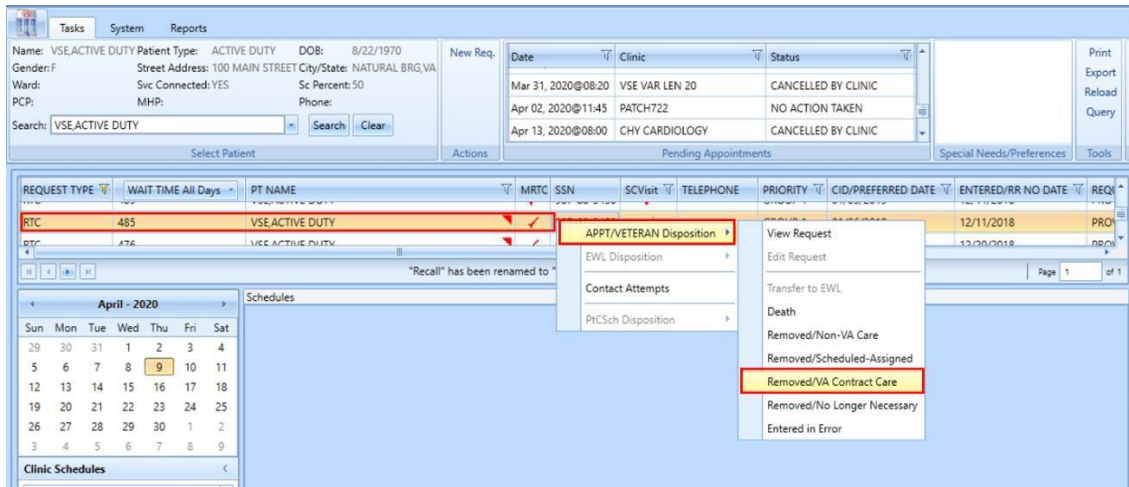 Tasks System Reports
Name: VSE,ACTIVE DUTY Patient Type: ACTIVE DUTY DOB: 8/22/1970
Gender: F Street Address: 100 MAIN STREET City/State: NATURAL BRG,VA
Ward: Svc Connected: YES Sc Percent: 50
PCP: MHP: Phone:
Search: VSE,ACTIVE DUTY Search Clear
Select Patient
New Req.
Actions
Date Clinic Status
Mar 31, 2020@08:20 VSE VAR LEN 20 CANCELLED BY CLINIC
Apr 02, 2020@11:45 PATCH722 NO ACTION TAKEN
Apr 13, 2020@08:00 CHY CARDIOLOGY CANCELLED BY CLINIC
Pending Appointments
Special Needs/Preferences
Print
Export
Reload
Query
Tools
REQUEST TYPE WAIT TIME All Days PT NAME MRTC SSN SCVisit TELEPHONE PRIORITY CID/PREFERRED DATE ENTERED/RR NO DATE REQU
RTC 485 VSE,ACTIVE DUTY 12/11/2018 PRO
RTC 476 VSE,ACTIVE DUTY 12/20/2018
"Recall" has been renamed to "
Page 1 of 1
APPT/VETERAN Disposition
EWL Disposition
Contact Attempts
PtCSch Disposition
View Request
Edit Request
Transfer to EWL
Death
Removed/Non-VA Care
Removed/Scheduled-Assigned
Removed/VA Contract Care
Removed/No Longer Necessary
Entered in Error
April - 2020
Sun Mon Tue Wed Thu Fri Sat
29 30 31 1 2 3 4
5 6 7 8 9 10 11
12 13 14 15 16 17 18
19 20 21 22 23 24 25
26 27 28 29 30 1 2
3 4 5 6 7 8 9
Clinic Schedules
Schedules